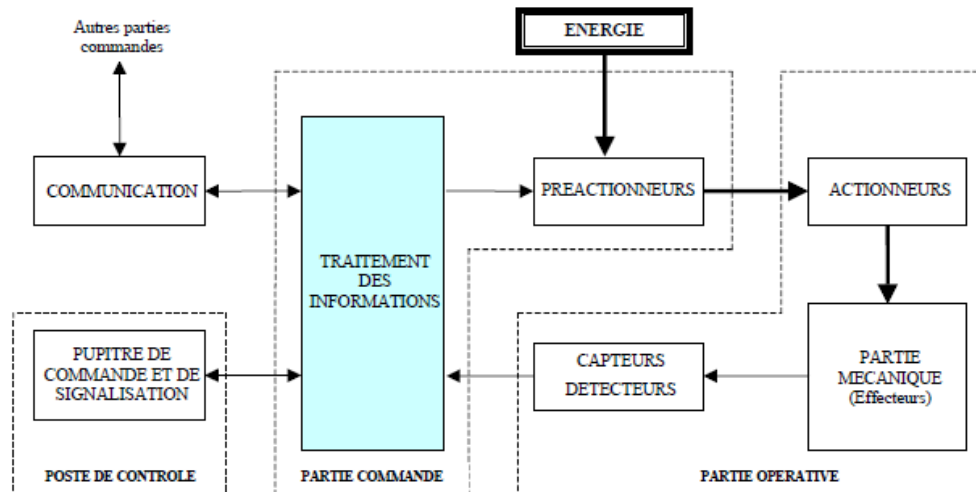 Autres parties
commandes
ENERGIE
COMMUNICATION
PREACTIONNEURS
ACTIONNEURS
TRAITEMENT
DES
INFORMATIONS
PUPITRE DE
COMMANDE ET DE
SIGNALISATION
CAPTEURS
DETECTEURS
PARTIE
MECANIQUE
(Effecteurs)
POSTE DE CONTROLE
PARTIE COMMANDE
PARTIE OPERATIVE